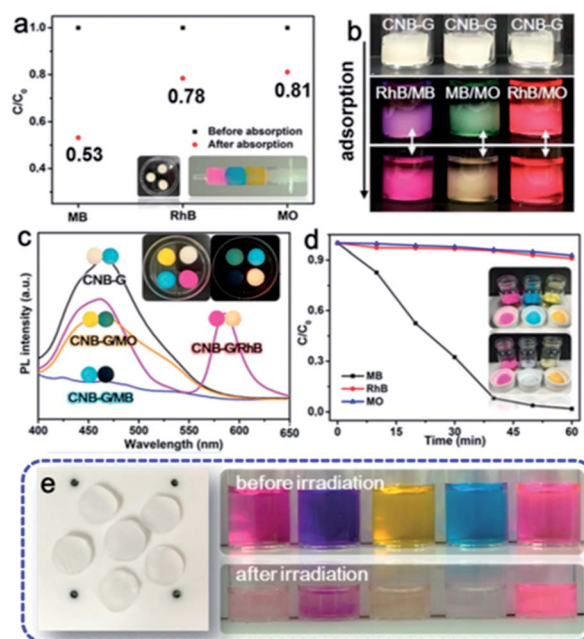 a
C/C₀
1.0
0.8
0.6
0.4
0.53
0.78
0.81
Before absorption
After absorption
MB
RhB
MO
b
adsorption
CNB-G CNB-G CNB-G
RhB/MB MB/MO RhB/MO
c
PL intensity (a.u.)
CNB-G
CNB-G/MO
CNB-G/MB
CNB-G/RhB
400 450 500 550 600 650
Wavelength (nm)
d
C/C₀
0,9
0,6
0,3
0,0
MB
RhB
MO
0 10 20 30 40 50 60
Time (min)
e
before irradiation
after irradiation